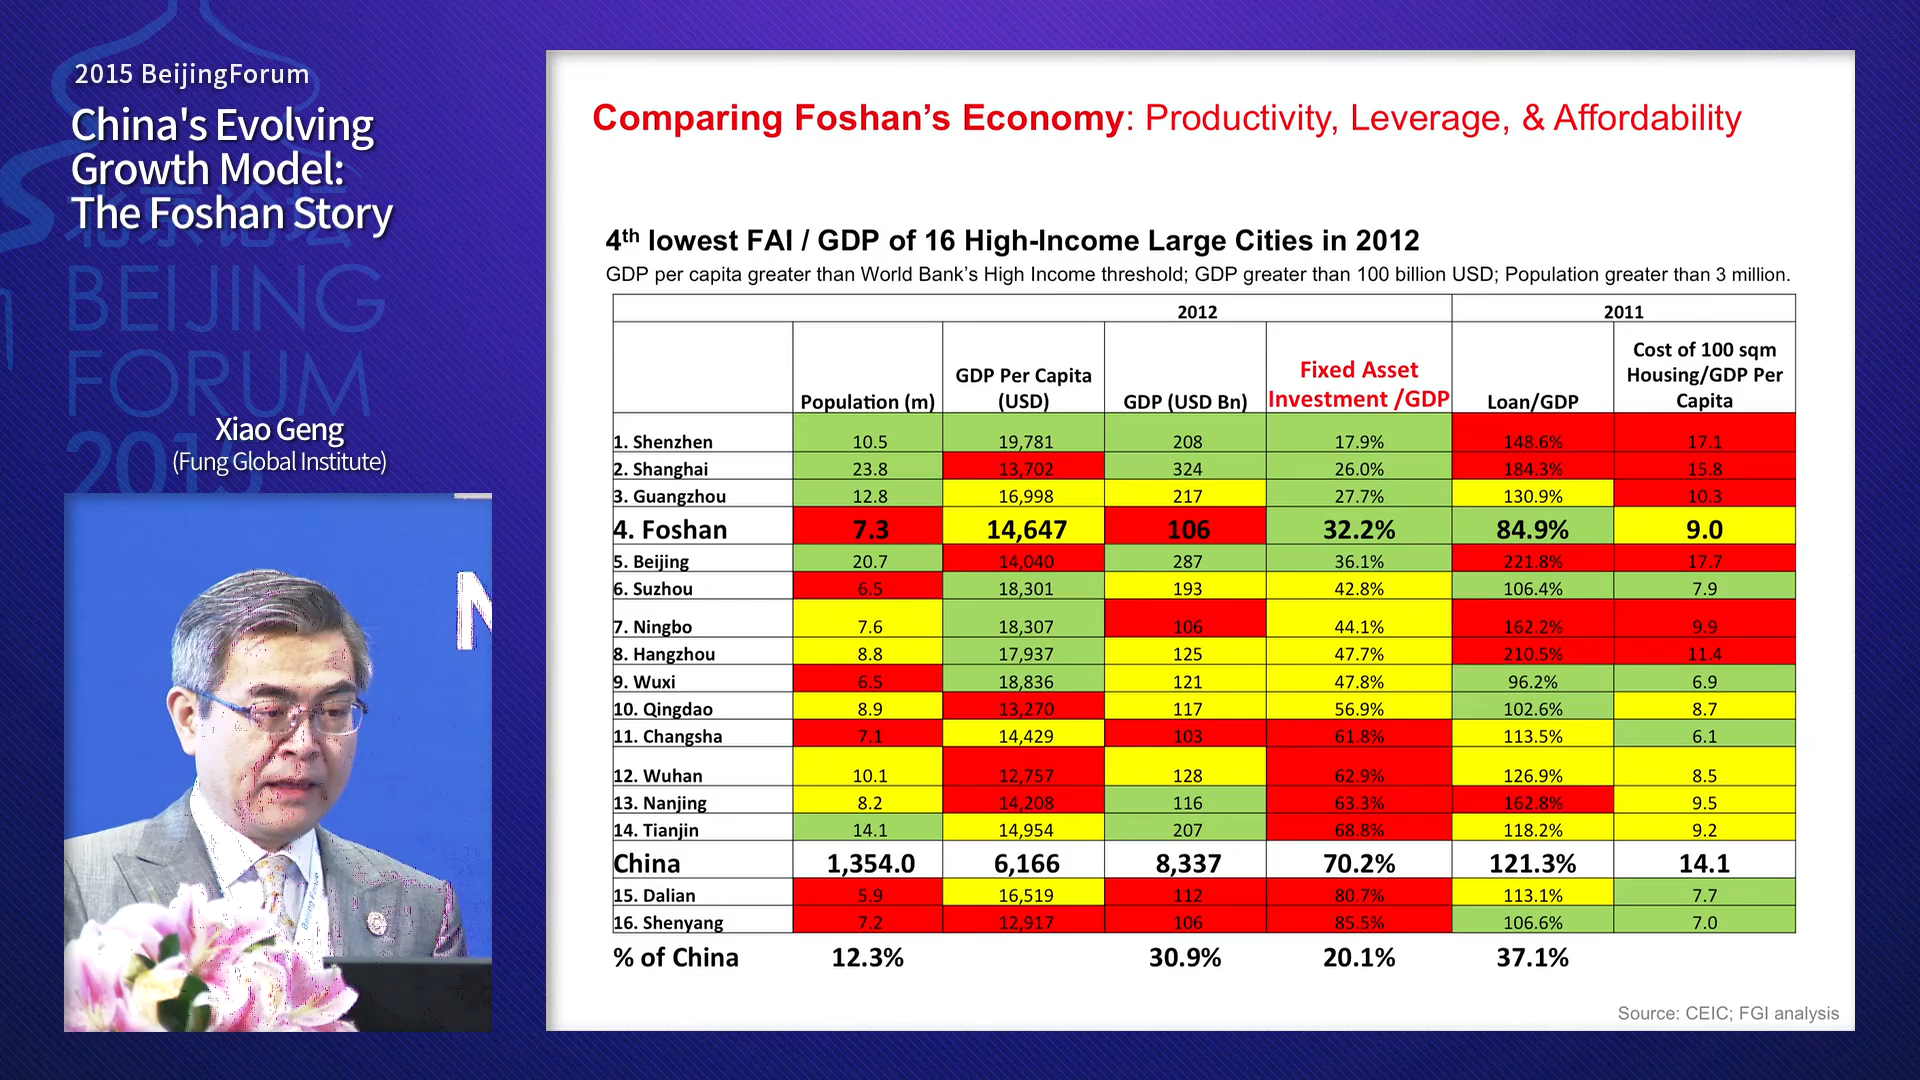 2015 BeijingForum
China's Evolving
Growth Model:
The Foshan Story
北京论坛
BEIJING
FORUM
2015
Xiao Geng
(Fung Global Institute)
N
Beijing Forum
Comparing Foshan's Economy: Productivity, Leverage, & Affordability
4th lowest FAI / GDP of 16 High-Income Large Cities in 2012
GDP per capita greater than World Bank's High Income threshold; GDP greater than 100 billion USD; Population greater than 3 million.
2012 2011
Population (m) GDP Per Capita (USD) GDP (USD Bn) Fixed Asset Investment /GDP Loan/GDP Cost of 100 sqm Housing/GDP Per Capita
1. Shenzhen 10.5 19,781 208 17.9% 148.6% 17.1
2. Shanghai 23.8 13,702 324 26.0% 184.3% 15.8
3. Guangzhou 12.8 16,998 217 27.7% 130.9% 10.3
4. Foshan 7.3 14,647 106 32.2% 84.9% 9.0
5. Beijing 20.7 14,040 287 36.1% 221.8% 17.7
6. Suzhou 6.5 18,301 193 42.8% 106.4% 7.9
7. Ningbo 7.6 18,307 106 44.1% 162.2% 9.9
8. Hangzhou 8.8 17,937 125 47.7% 210.5% 11.4
9. Wuxi 6.5 18,836 121 47.8% 96.2% 6.9
10. Qingdao 8.9 13,270 117 56.9% 102.6% 8.7
11. Changsha 7.1 14,429 103 61.8% 113.5% 6.1
12. Wuhan 10.1 12,757 128 62.9% 126.9% 8.5
13. Nanjing 8.2 14,208 116 63.3% 162.8% 9.5
14. Tianjin 14.1 14,954 207 68.8% 118.2% 9.2
China 1,354.0 6,166 8,337 70.2% 121.3% 14.1
15. Dalian 5.9 16,519 112 80.7% 113.1% 7.7
16. Shenyang 7.2 12,917 106 85.5% 106.6% 7.0
% of China 12.3% 30.9% 20.1% 37.1%
Source: CEIC; FGI analysis